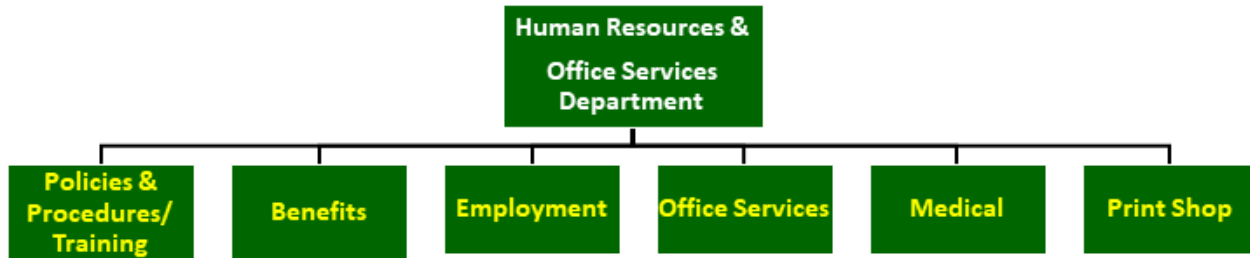 Human Resources &
Office Services
Department
Policies &
Procedures/
Training
Benefits
Employment
Office Services
Medical
Print Shop